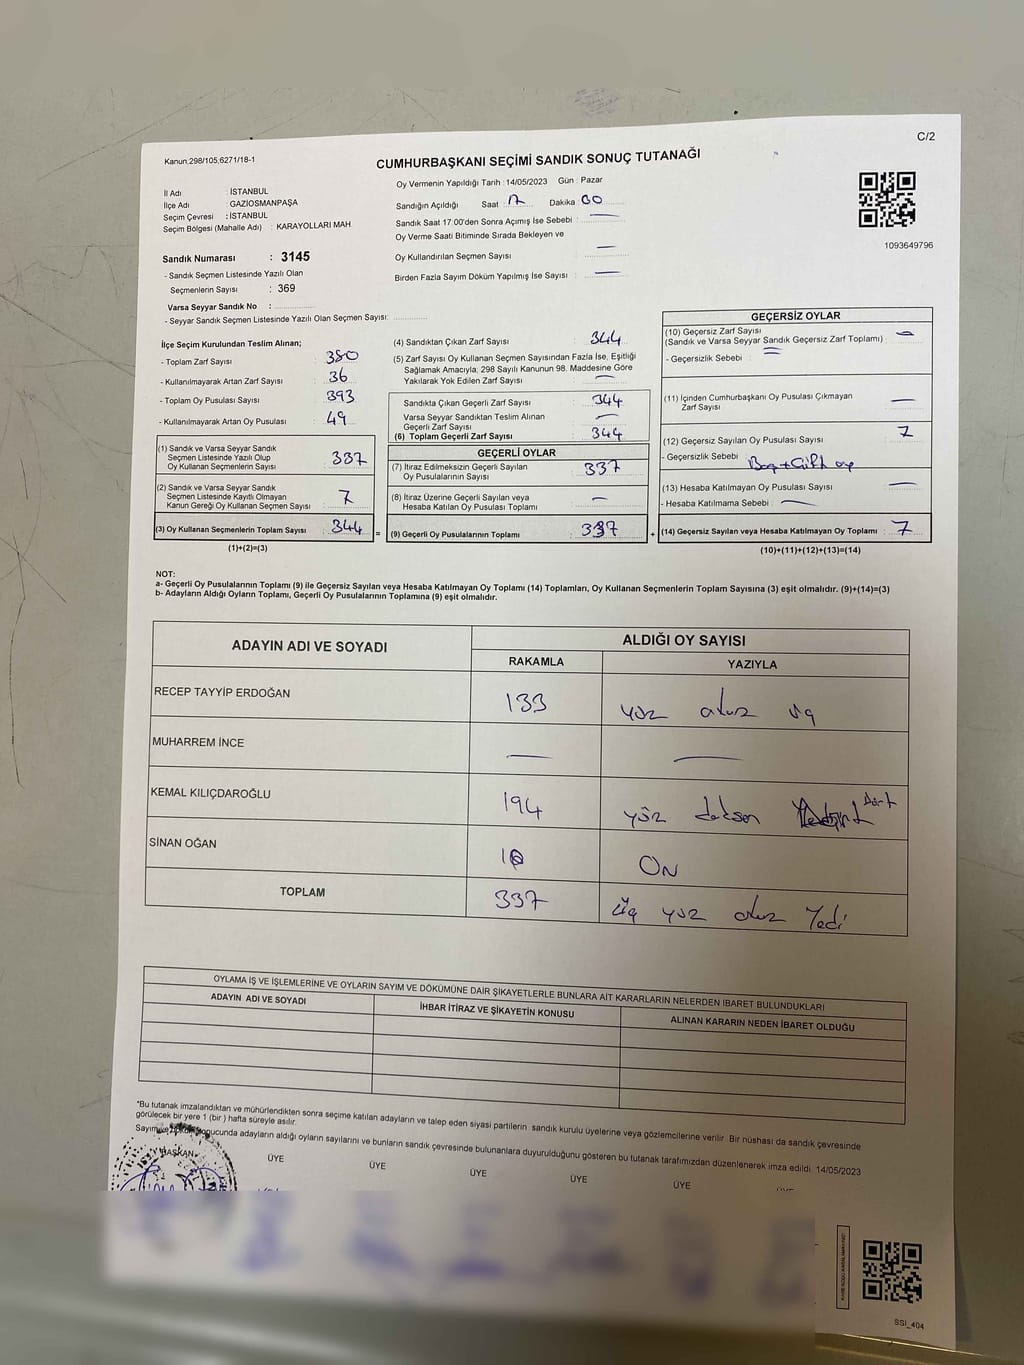 C/2
Kanun.298/105,6271/18-1
CUMHURBAŞKANI SEÇİMİ SANDIK SONUÇ TUTANAĞI
İl Adı : İSTANBUL
İlçe Adı : GAZİOSMANPAŞA
Seçim Çevresi : İSTANBUL
Seçim Bölgesi (Mahalle Adı) : KARAYOLLARI MAH.
Sandık Numarası : 3145
- Sandık Seçmen Listesinde Yazılı Olan
Seçmenlerin Sayısı : 369
Varsa Seyyar Sandık No :
- Seyyar Sandık Seçmen Listesinde Yazılı Olan Seçmen Sayısı:
Oy Vermenin Yapıldığı Tarih : 14/05/2023 Gün : Pazar
Sandığın Açıldığı Saat : 17 Dakika : 00
Sandık Saat 17:00'den Sonra Açımış İse Sebebi : —
Oy Verme Saati Bitiminde Sırada Bekleyen ve
Oy Kullandırılan Seçmen Sayısı : —
Birden Fazla Sayım Döküm Yapılmış İse Sayısı : —
1093649796
İlçe Seçim Kurulundan Teslim Alınan;
- Toplam Zarf Sayısı : 380
- Kullanılmayarak Artan Zarf Sayısı : 36
- Toplam Oy Pusulası Sayısı : 393
- Kullanılmayarak Artan Oy Pusulası : 49
(1) Sandık ve Varsa Seyyar Sandık
Seçmen Listesinde Yazılı Olup
Oy Kullanan Seçmenlerin Sayısı : 337
(2) Sandık ve Varsa Seyyar Sandık
Seçmen Listesinde Kayıtlı Olmayan
Kanun Gereği Oy Kullanan Seçmen Sayısı : 7
(3) Oy Kullanan Seçmenlerin Toplam Sayısı : 344
(1)+(2)=(3)
(4) Sandıktan Çıkan Zarf Sayısı : 344
(5) Zarf Sayısı Oy Kullanan Seçmen Sayısından Fazla İse, Eşitliği
Sağlamak Amacıyla, 298 Sayılı Kanunun 98. Maddesine Göre
Yakılarak Yok Edilen Zarf Sayısı : —
Sandıkta Çıkan Geçerli Zarf Sayısı : 344
Varsa Seyyar Sandıktan Teslim Alınan
Geçerli Zarf Sayısı : —
(6) Toplam Geçerli Zarf Sayısı : 344
GEÇERLİ OYLAR
(7) İtiraz Edilmeksizin Geçerli Sayılan
Oy Pusulalarının Sayısı : 337
(8) İtiraz Üzerine Geçerli Sayılan veya
Hesaba Katılan Oy Pusulası Toplamı : —
= (9) Geçerli Oy Pusulalarının Toplamı : 337
GEÇERSİZ OYLAR
(10) Geçersiz Zarf Sayısı : —
(Sandık ve Varsa Seyyar Sandık Geçersiz Zarf Toplamı)
- Geçersizlik Sebebi : =
(11) İçinden Cumhurbaşkanı Oy Pusulası Çıkmayan
Zarf Sayısı : —
(12) Geçersiz Sayılan Oy Pusulası Sayısı : 7
- Geçersizlik Sebebi : Boş+Çift oy
(13) Hesaba Katılmayan Oy Pusulası Sayısı : —
- Hesaba Katılmama Sebebi : —
+ (14) Geçersiz Sayılan veya Hesaba Katılmayan Oy Toplamı : 7
(10)+(11)+(12)+(13)=(14)
NOT:
a- Geçerli Oy Pusulalarının Toplamı (9) ile Geçersiz Sayılan veya Hesaba Katılmayan Oy Toplamı (14) Toplamları, Oy Kullanan Seçmenlerin Toplam Sayısına (3) eşit olmalıdır. (9)+(14)=(3)
b- Adayların Aldığı Oyların Toplamı, Geçerli Oy Pusulalarının Toplamına (9) eşit olmalıdır.
ADAYIN ADI VE SOYADI ALDIĞI OY SAYISI
RAKAMLA YAZIYLA
RECEP TAYYİP ERDOĞAN 133 yüz otuz üç
MUHARREM İNCE — —
KEMAL KILIÇDAROĞLU 194 yüz doksan Dört
SİNAN OĞAN 10 ON
TOPLAM 337 Üç yüz otuz Yedi
OYLAMA İŞ VE İŞLEMLERİNE VE OYLARIN SAYIM VE DÖKÜMÜNE DAİR ŞİKAYETLERLE BUNLARA AİT KARARLARIN NELERDEN İBARET BULUNDUKLARI
ADAYIN ADI VE SOYADI İHBAR İTİRAZ VE ŞİKAYETİN KONUSU ALINAN KARARIN NEDEN İBARET OLDUĞU
*Bu tutanak imzalandıktan ve mühürlendikten sonra seçime katılan adayların ve talep eden siyasi partilerin sandık kurulu üyelerine veya gözlemcilerine verilir. Bir nüshası da sandık çevresinde
görülecek bir yere 1 (bir) hafta süreyle asılır.
Sayım ve sonucunda adayların aldığı oyların sayılarını ve bunların sandık çevresinde bulunanlara duyurulduğunu gösteren bu tutanak tarafımızdan düzenlenerek imza edildi. 14/05/2023
BAŞKAN ÜYE ÜYE ÜYE ÜYE ÜYE
SSİ_404